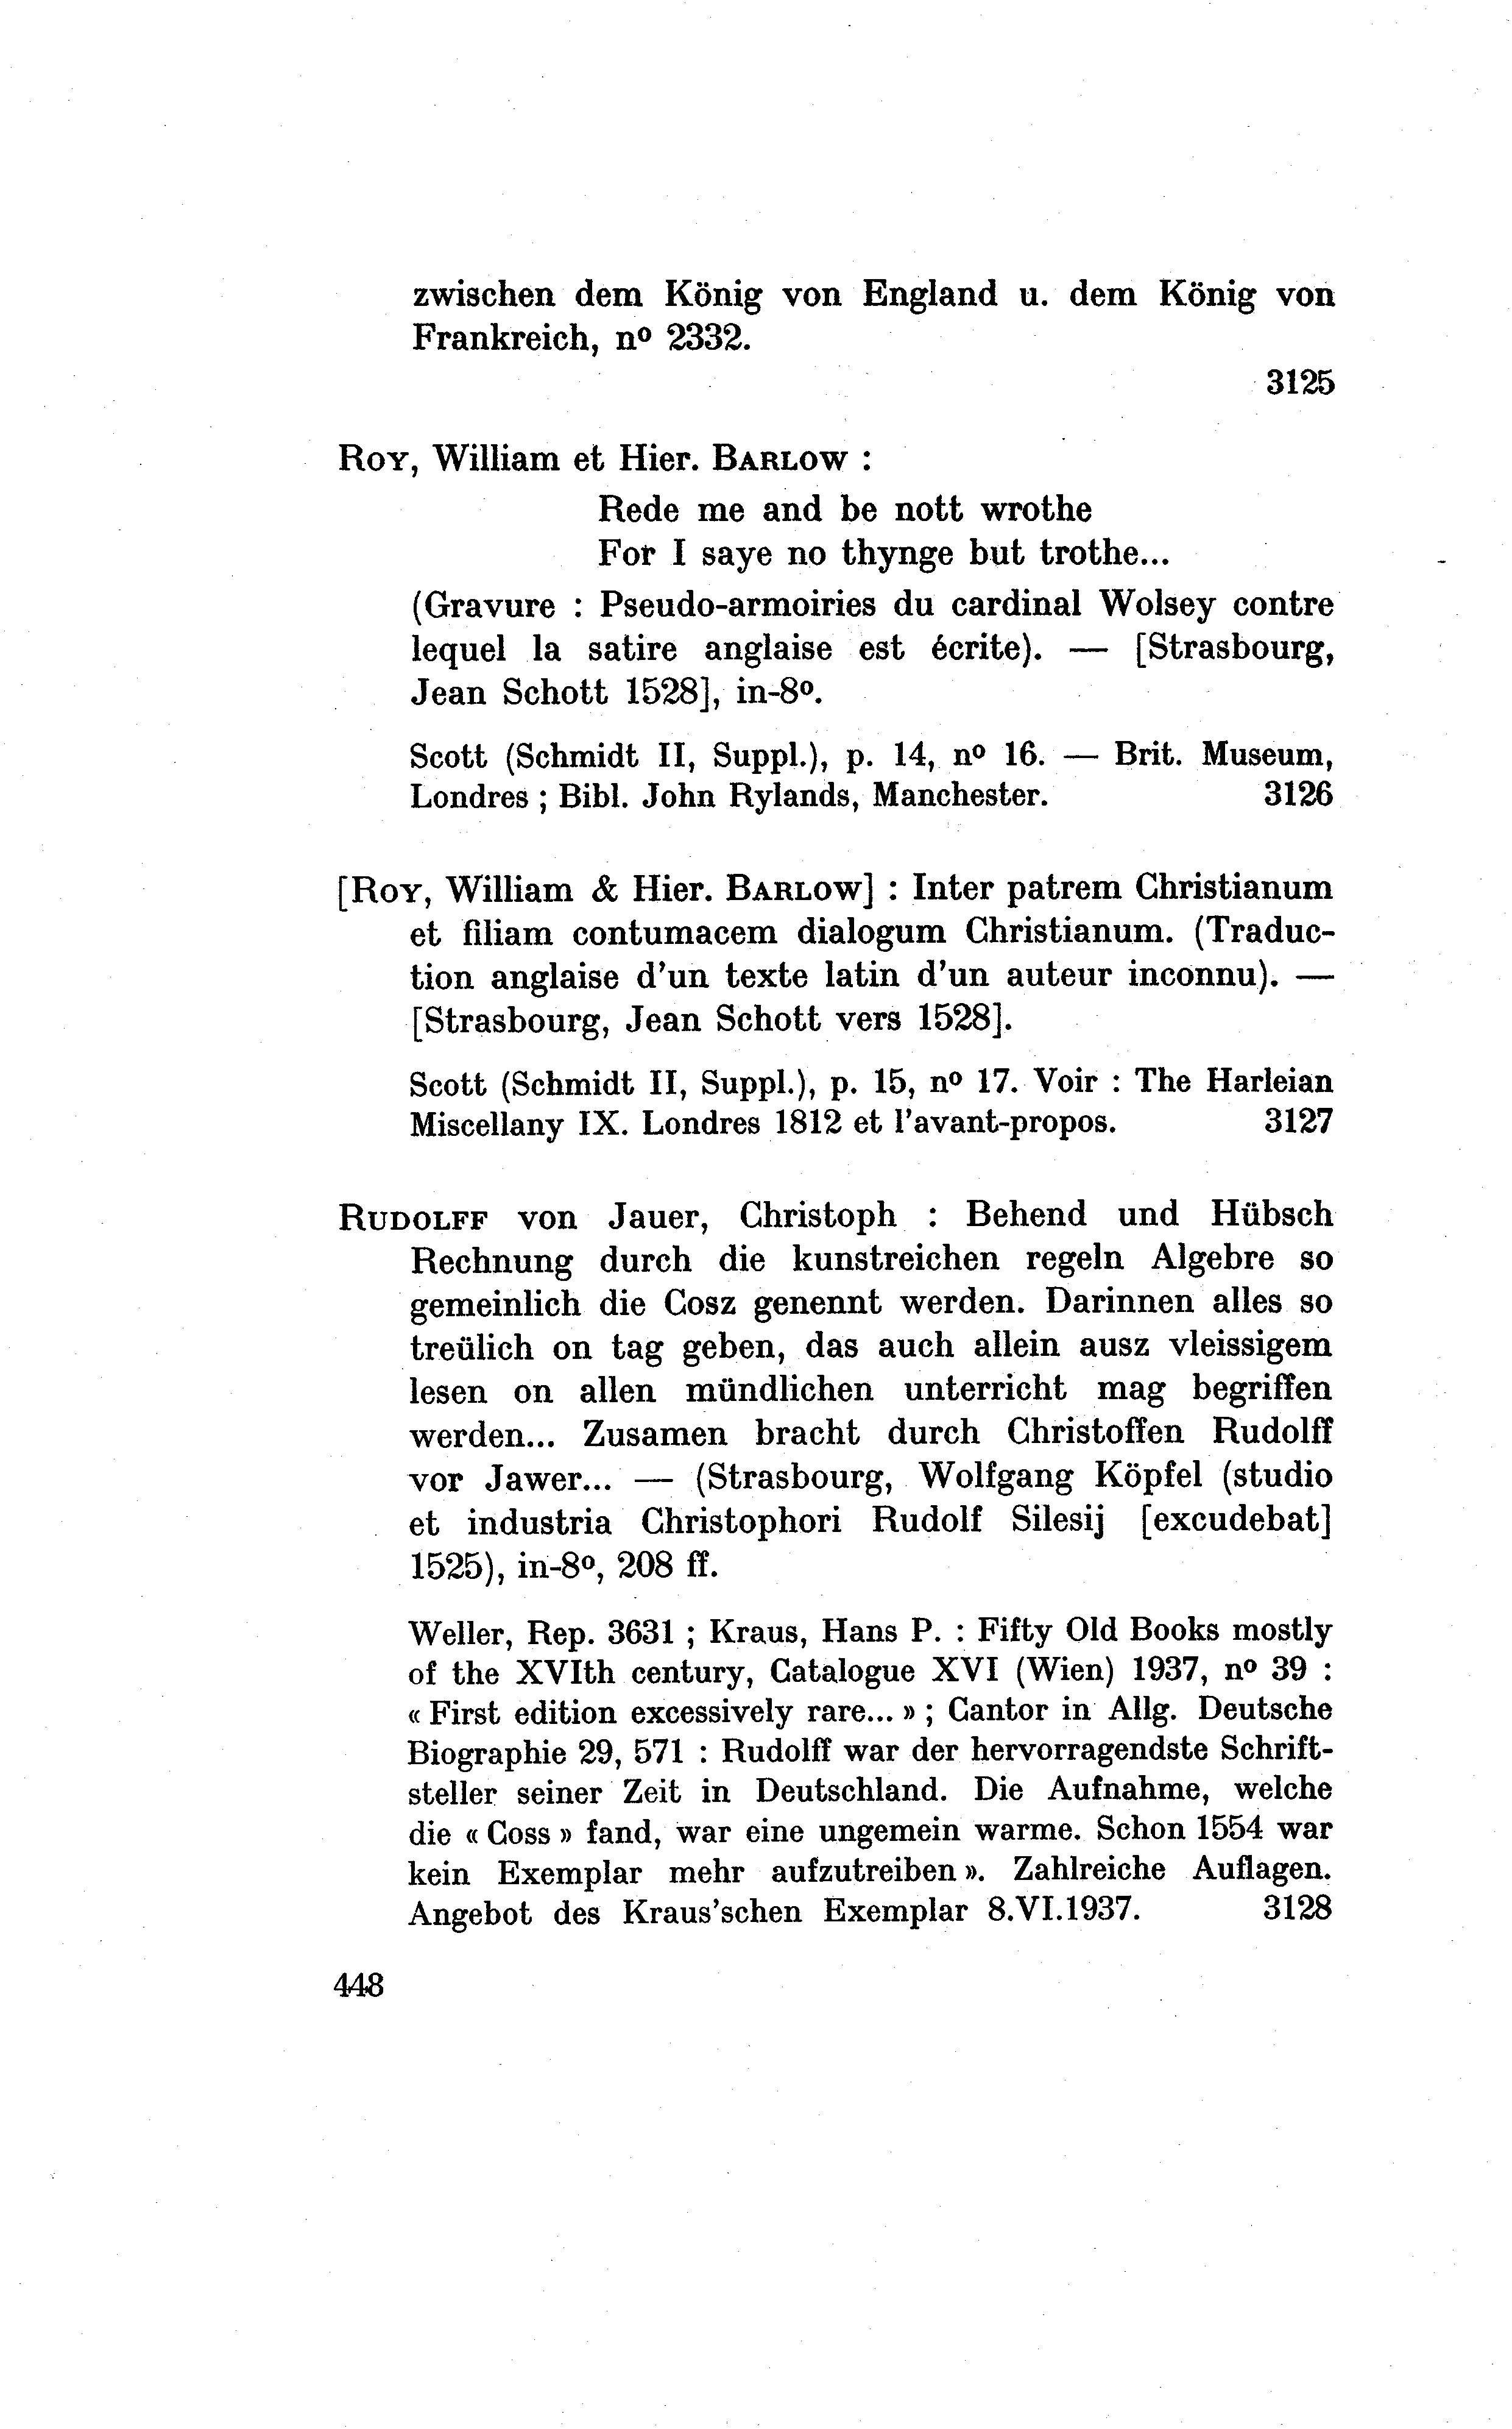 zwischen dem König von England u. dem König von
Frankreich, nº 2332.
3125
Roy, William et Hier. Barlow :
Rede me and be nott wrothe
For I saye no thynge but trothe...
(Gravure : Pseudo-armoiries du cardinal Wolsey contre
lequel la satire anglaise est écrite). — [Strasbourg,
Jean Schott 1528], in-8º.
Scott (Schmidt II, Suppl.), p. 14, nº 16. — Brit. Museum,
Londres ; Bibl. John Rylands, Manchester. 3126
[Roy, William & Hier. Barlow] : Inter patrem Christianum
et filiam contumacem dialogum Christianum. (Traduc-
tion anglaise d'un texte latin d'un auteur inconnu). —
[Strasbourg, Jean Schott vers 1528].
Scott (Schmidt II, Suppl.), p. 15, nº 17. Voir : The Harleian
Miscellany IX. Londres 1812 et l'avant-propos. 3127
Rudolff von Jauer, Christoph : Behend und Hübsch
Rechnung durch die kunstreichen regeln Algebre so
gemeinlich die Cosz genennt werden. Darinnen alles so
treülich on tag geben, das auch allein ausz vleissigem
lesen on allen mündlichen unterricht mag begriffen
werden... Zusamen bracht durch Christoffen Rudolff
vor Jawer... — (Strasbourg, Wolfgang Köpfel (studio
et industria Christophori Rudolf Silesij [excudebat]
1525), in-8º, 208 ff.
Weller, Rep. 3631 ; Kraus, Hans P. : Fifty Old Books mostly
of the XVIth century, Catalogue XVI (Wien) 1937, nº 39 :
« First edition excessively rare... » ; Cantor in Allg. Deutsche
Biographie 29, 571 : Rudolff war der hervorragendste Schrift-
steller seiner Zeit in Deutschland. Die Aufnahme, welche
die « Coss » fand, war eine ungemein warme. Schon 1554 war
kein Exemplar mehr aufzutreiben ». Zahlreiche Auflagen.
Angebot des Kraus'schen Exemplar 8.VI.1937. 3128
448